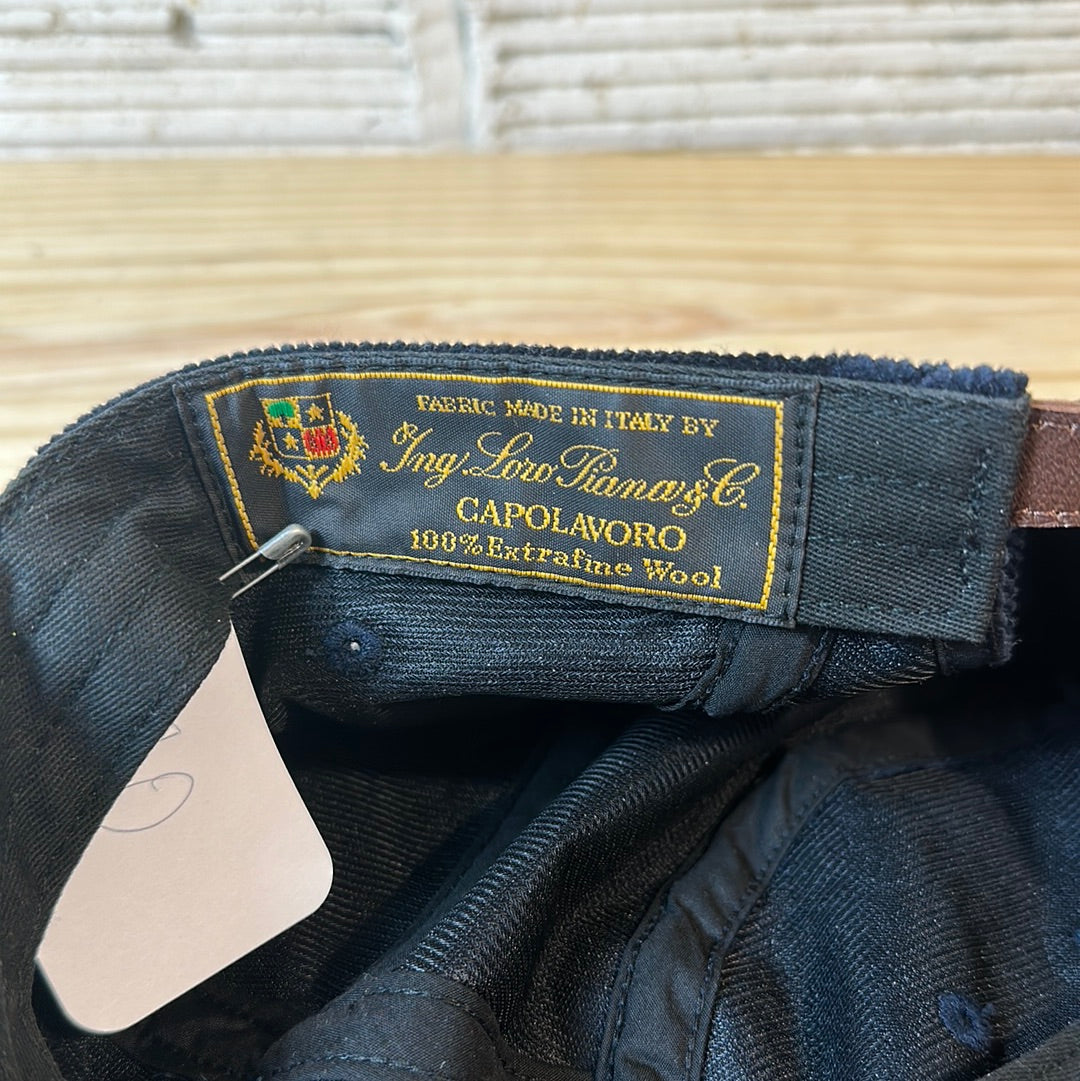 FABRIC MADE IN ITALY BY
Ing. Loro Piana & C.
CAPOLAVORO
100% Extrafine Wool